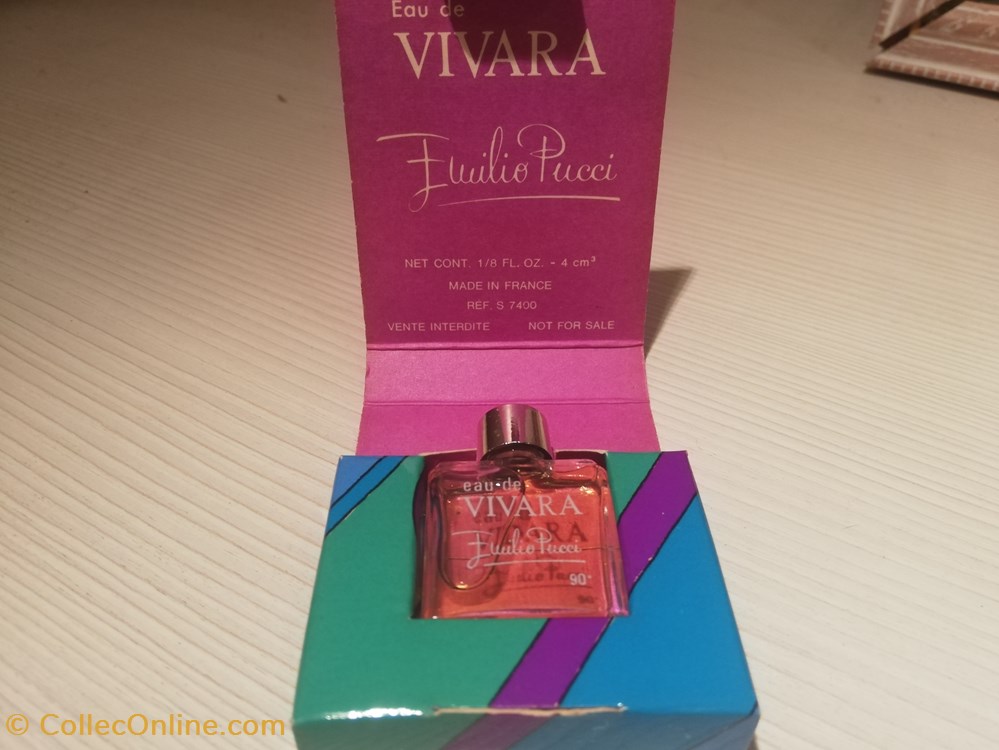 Eau de
VIVARA
Emilio Pucci
NET CONT. 1/8 FL. OZ. - 4 cm³
MADE IN FRANCE
REF. S 7400
VENTE INTERDITE NOT FOR SALE
eau de
VIVARA
Emilio Pucci
90°
© CollecOnline.com